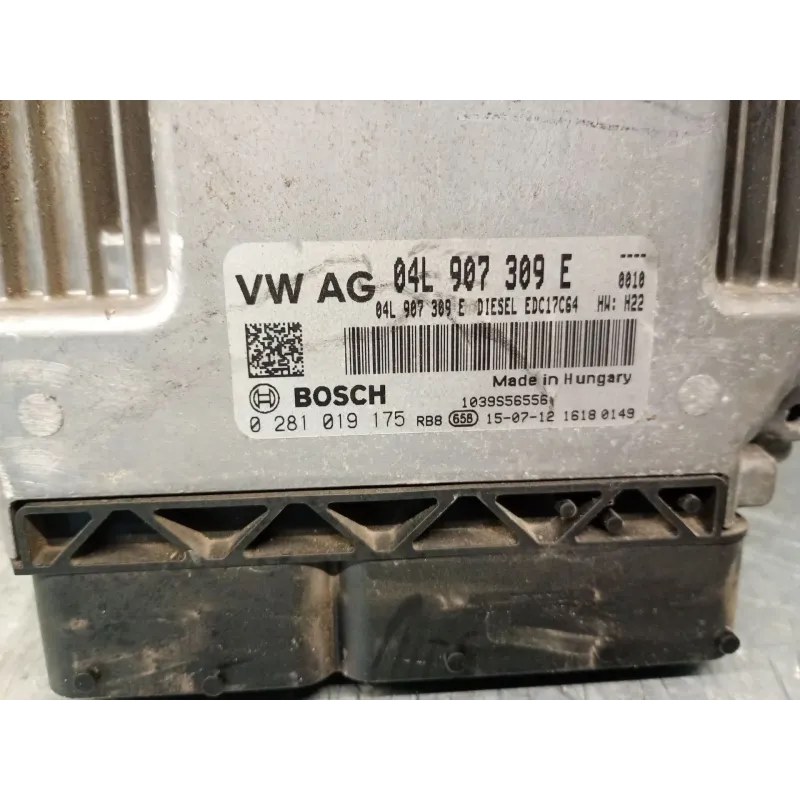 VW AG 04L 907 309 E ----
0010
04L 907 309 E DIESEL EDC17C64 HW: H22
Made in Hungary
BOSCH 1039S56556
0 281 019 175 RB8 658 15-07-12 1618 0149